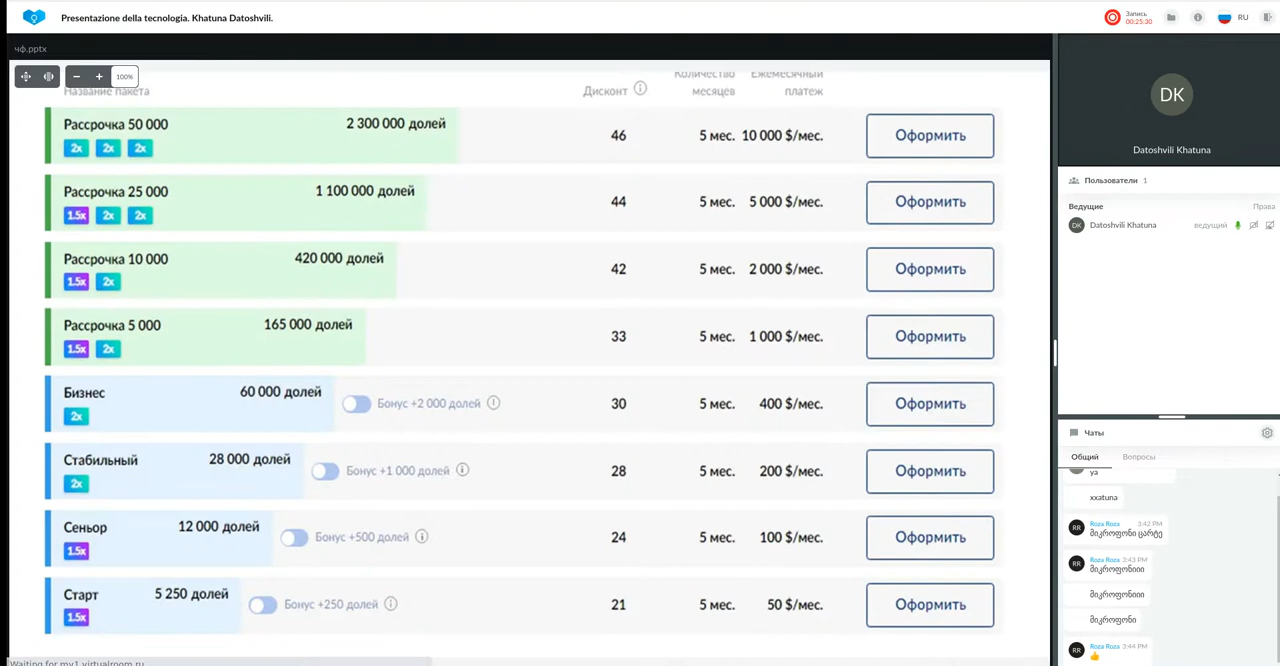 Presentazione della tecnologia. Khatuna Datoshvili.
Запись
00:25:30
RU
чф.pptx
100%
Название пакета
Дисконт
Количество месяцев
Ежемесячный платеж
Рассрочка 50 000
2 300 000 долей
2x 2x 2x
46
5 мес.
10 000 $/мес.
Оформить
Рассрочка 25 000
1 100 000 долей
1.5x 2x 2x
44
5 мес.
5 000 $/мес.
Оформить
Рассрочка 10 000
420 000 долей
1.5x 2x
42
5 мес.
2 000 $/мес.
Оформить
Рассрочка 5 000
165 000 долей
1.5x 2x
33
5 мес.
1 000 $/мес.
Оформить
Бизнес
60 000 долей
2x
Бонус +2 000 долей
30
5 мес.
400 $/мес.
Оформить
Стабильный
28 000 долей
2x
Бонус +1 000 долей
28
5 мес.
200 $/мес.
Оформить
Сеньор
12 000 долей
1.5x
Бонус +500 долей
24
5 мес.
100 $/мес.
Оформить
Старт
5 250 долей
1.5x
Бонус +250 долей
21
5 мес.
50 $/мес.
Оформить
Waiting for my1.virtualroom.ru
DK
Datoshvili Khatuna
Пользователи 1
Ведущие
Права
DK
Datoshvili Khatuna
ведущий
Чаты
Общий
Вопросы
ya
xxatuna
RR
Roza Roza 3:42 PM
მიკროფონი ცარტე
RR
Roza Roza 3:43 PM
მიკროფონიიი
მიკროფონიიი
მიკროფონი
RR
Roza Roza 3:44 PM
👍